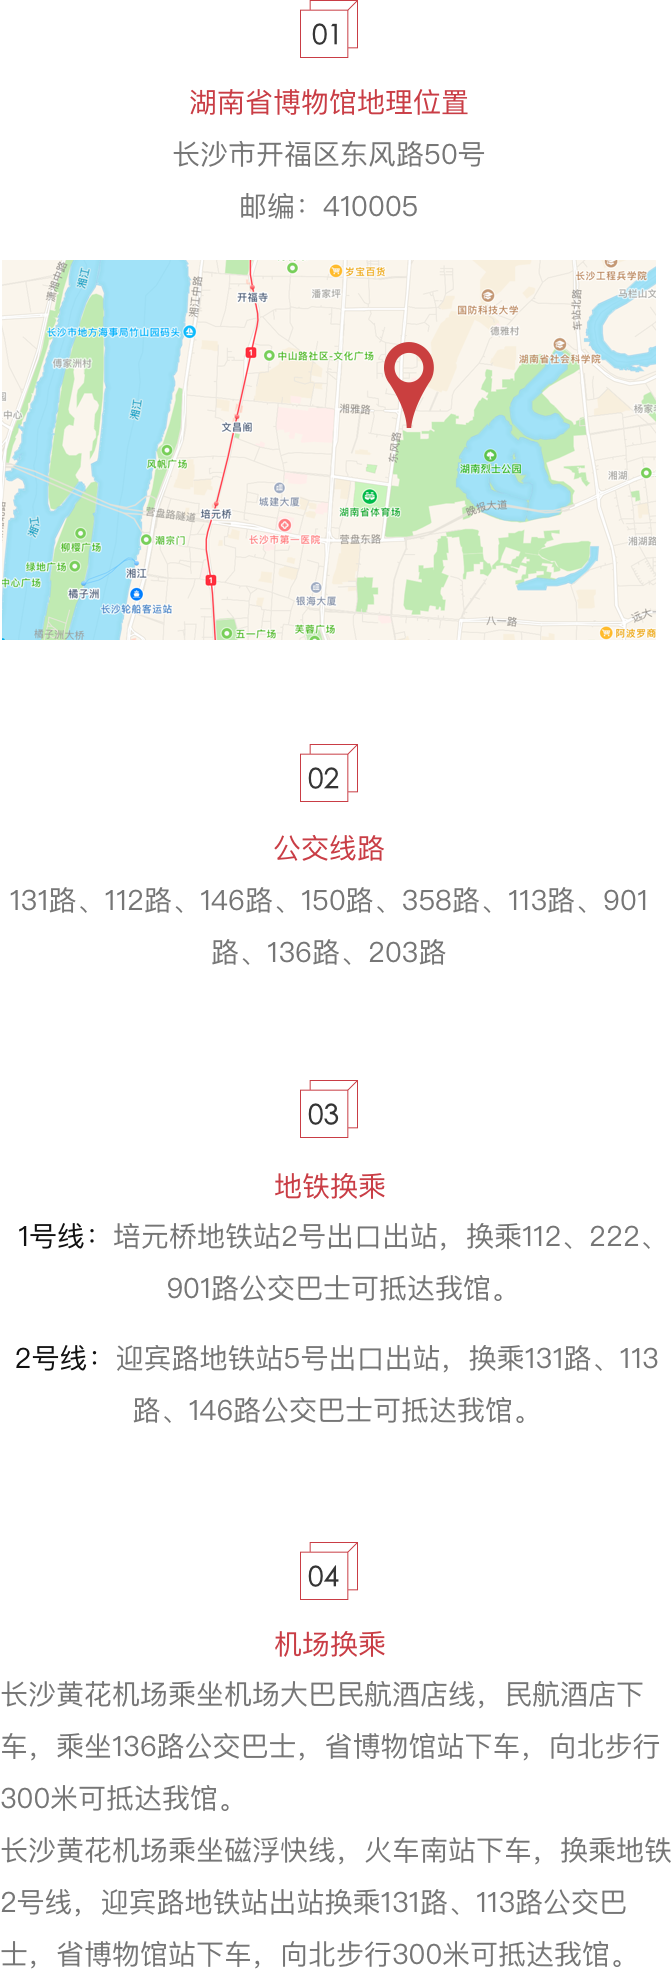 01
湖南省博物馆地理位置
长沙市开福区东风路50号
邮编：410005
潇湘中路
湘江
湘江中路
开福寺
潘家坪
岁宝百货
国防科技大学
长沙工程兵学院
马栏山文
车站北路
德雅村
长沙市地方海事局竹山园码头
傅家洲村
1
中山路社区-文化广场
湖南省社会科学院
中心
湘江
文昌阁
湘雅路
杨家
东风路
风帆广场
湖南烈士公园
湘湖
城建大厦
湖南省体育场
晚报大道
营盘路隧道
培元桥
湘江
长沙市第一医院
营盘东路
柳樱广场
潮宗门
湘湖路
绿地广场
湘江
中心广场
1
橘子洲
长沙轮船客运站
银海大厦
远大一
八一路
橘子洲大桥
五一广场
芙蓉广场
阿波罗商
02
公交线路
131路、112路、146路、150路、358路、113路、901
路、136路、203路
03
地铁换乘
1号线：培元桥地铁站2号出口出站，换乘112、222、
901路公交巴士可抵达我馆。
2号线：迎宾路地铁站5号出口出站，换乘131路、113
路、146路公交巴士可抵达我馆。
04
机场换乘
长沙黄花机场乘坐机场大巴民航酒店线，民航酒店下
车，乘坐136路公交巴士，省博物馆站下车，向北步行
300米可抵达我馆。
长沙黄花机场乘坐磁浮快线，火车南站下车，换乘地铁
2号线，迎宾路地铁站出站换乘131路、113路公交巴
士，省博物馆站下车，向北步行300米可抵达我馆。